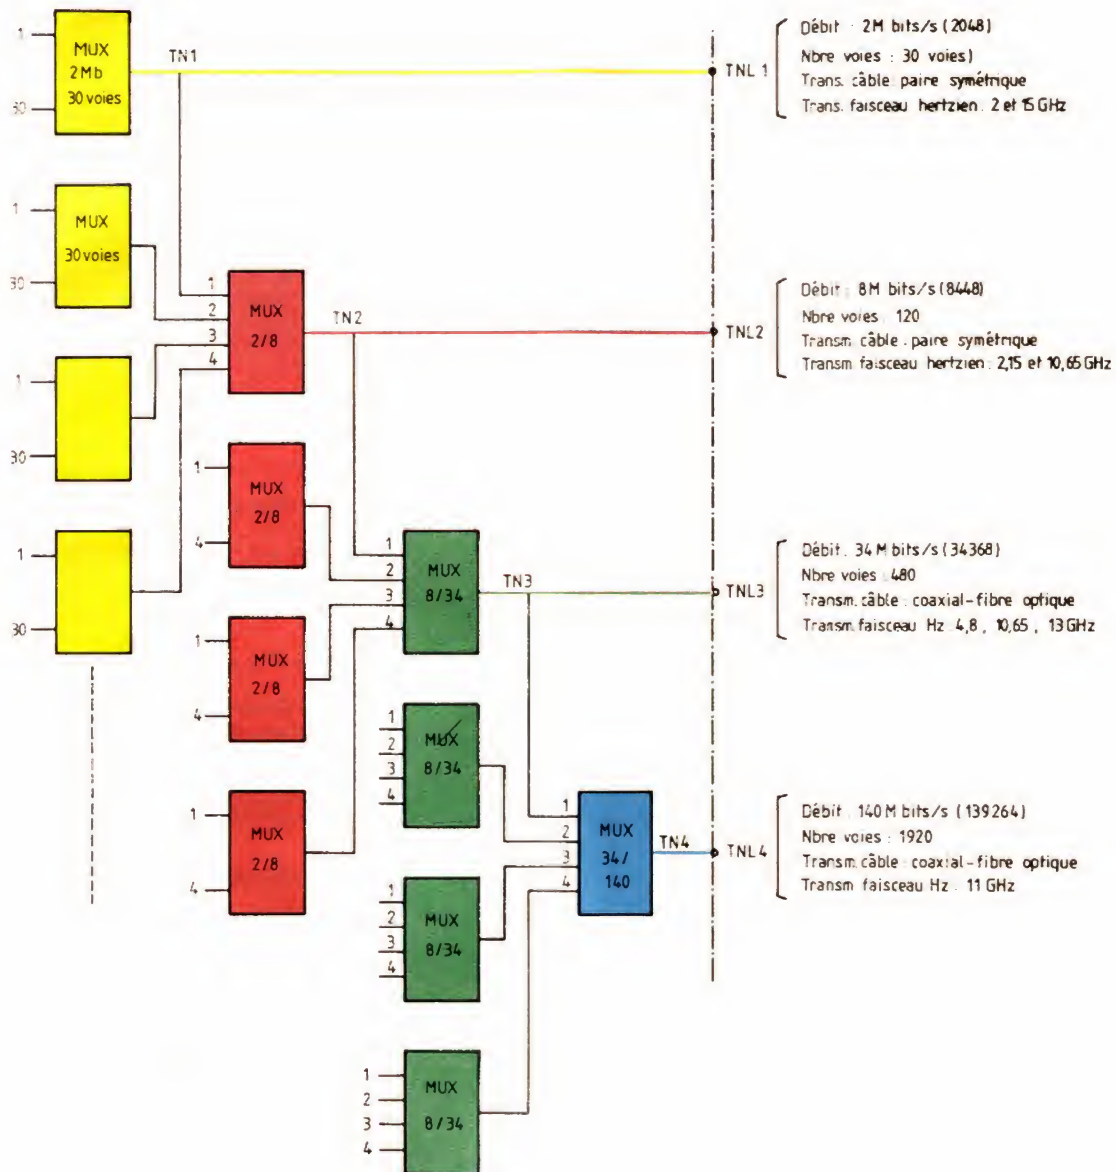 1
MUX
2 Mb
30 voies
30
TN1
TNL 1
Débit : 2M bits/s (2048)
Nbre voies : 30 voies)
Trans. câble paire symétrique
Trans. faisceau hertzien : 2 et 15 GHz
1
MUX
30 voies
30
1
2
3
4
MUX
2/8
TN2
TNL2
Débit : 8M bits/s (8448)
Nbre voies : 120
Transm. câble . paire symétrique
Transm. faisceau hertzien : 2,15 et 10,65 GHz
1
30
1
MUX
2/8
4
1
30
1
2
3
4
MUX
8/34
TN3
TNL3
Débit . 34 M bits/s (34368)
Nbre voies : 480
Transm. câble : coaxial-fibre optique
Transm. faisceau Hz 4,8 , 10,65 , 13 GHz
1
MUX
2/8
4
1
2
3
4
MUX
8/34
1
MUX
2/8
4
1
2
3
4
MUX
34/
140
TN4
TNL4
Débit . 140 M bits/s (139264)
Nbre voies : 1920
Transm. câble : coaxial-fibre optique
Transm faisceau Hz . 11 GHz
1
2
3
4
MUX
8/34
1
2
3
4
MUX
8/34